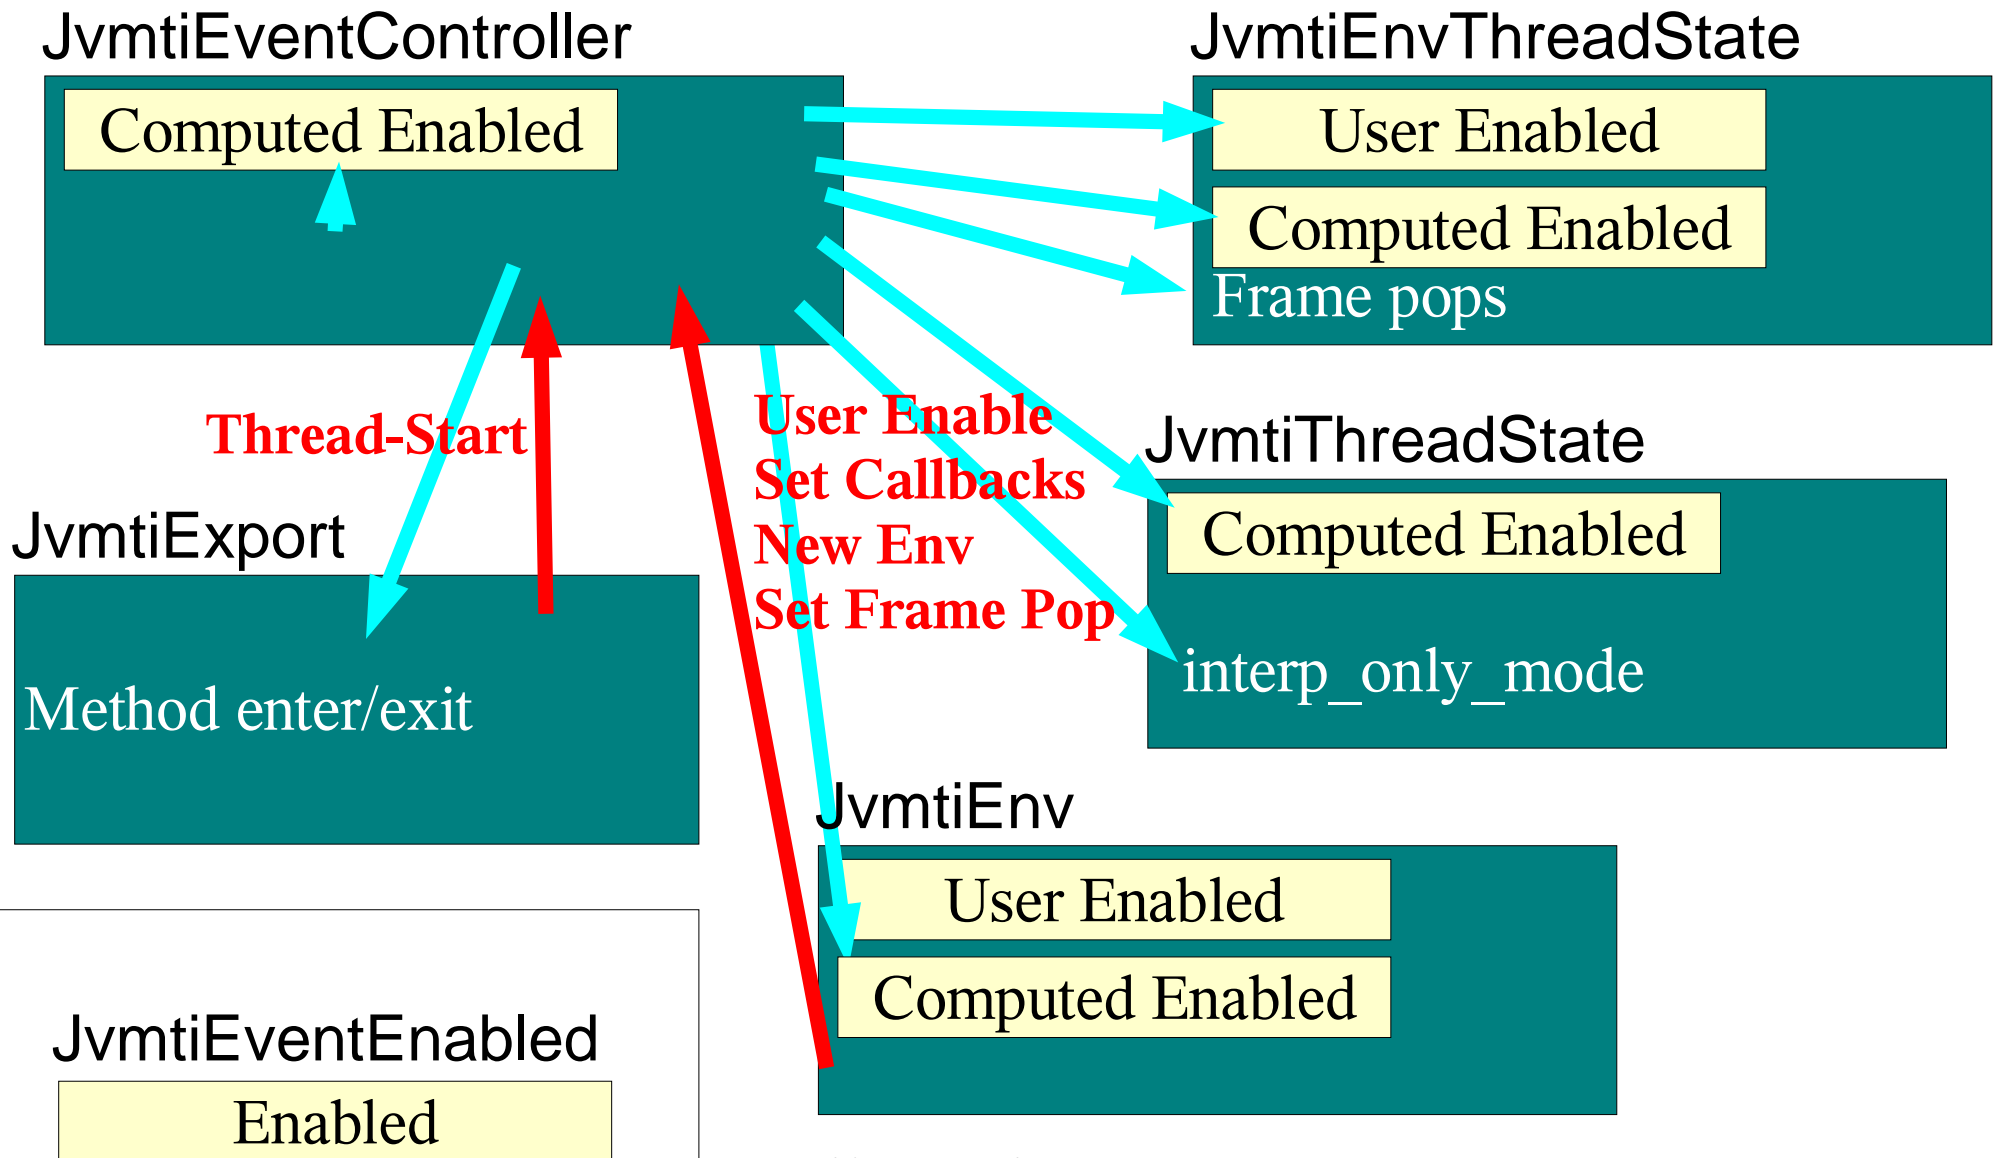 JvmtiEventController
Computed Enabled
JvmtiEnvThreadState
User Enabled
Computed Enabled
Frame pops
Thread-Start
User Enable
Set Callbacks
New Env
Set Frame Pop
JvmtiThreadState
Computed Enabled
interp_only_mode
JvmtiExport
Method enter/exit
JvmtiEnv
User Enabled
Computed Enabled
JvmtiEventEnabled
Enabled